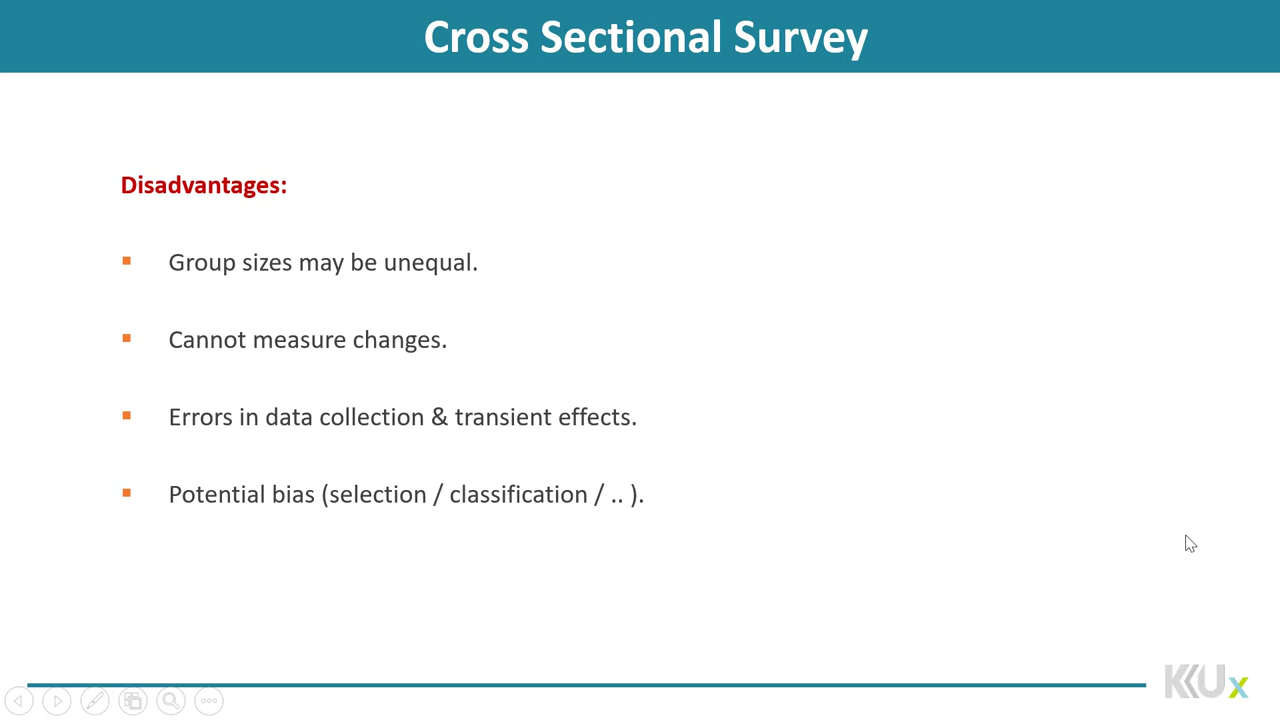 Cross Sectional Survey
Disadvantages:
▪ Group sizes may be unequal.
▪ Cannot measure changes.
▪ Errors in data collection & transient effects.
▪ Potential bias (selection / classification / .. ).
KKUx